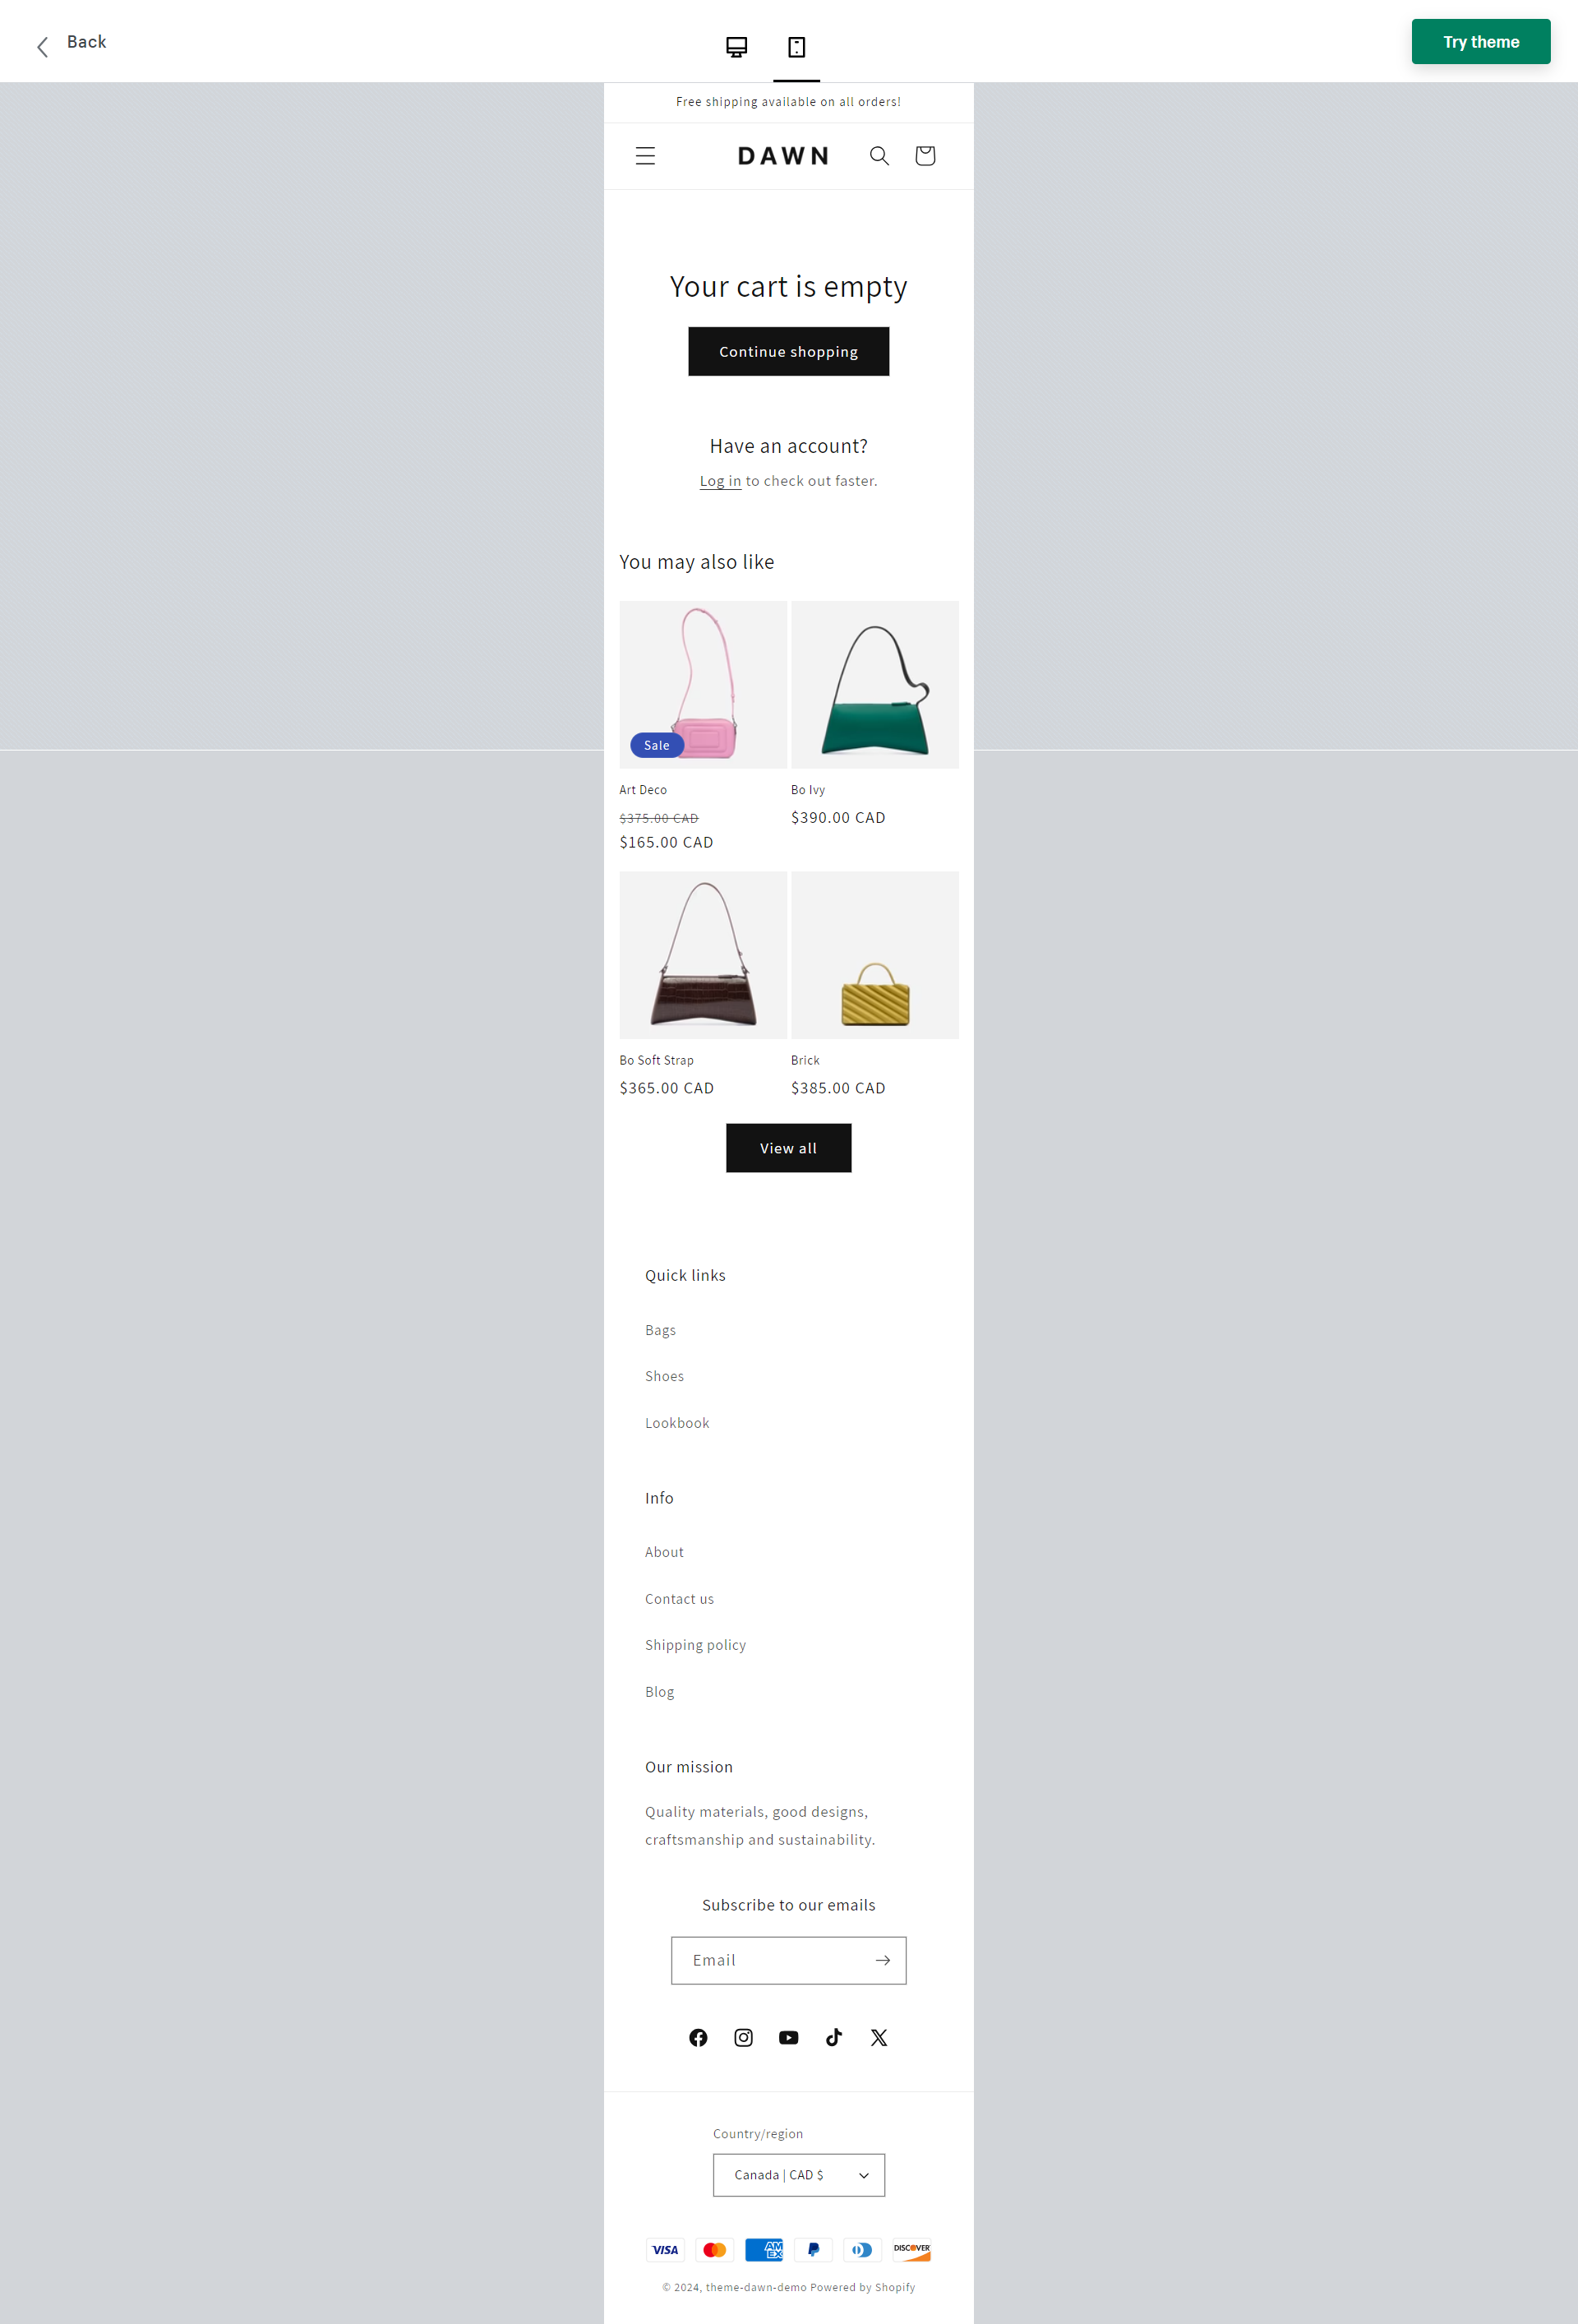 Back
Try theme
Free shipping available on all orders!
DAWN
Your cart is empty
Continue shopping
Have an account?
Log in to check out faster.
You may also like
Sale
Art Deco
$375.00 CAD
$165.00 CAD
Bo Ivy
$390.00 CAD
Bo Soft Strap
$365.00 CAD
Brick
$385.00 CAD
View all
Quick links
Bags
Shoes
Lookbook
Info
About
Contact us
Shipping policy
Blog
Our mission
Quality materials, good designs,
craftsmanship and sustainability.
Subscribe to our emails
Email
Country/region
Canada | CAD $
VISA
AMEX
DISCOVER
© 2024, theme-dawn-demo Powered by Shopify